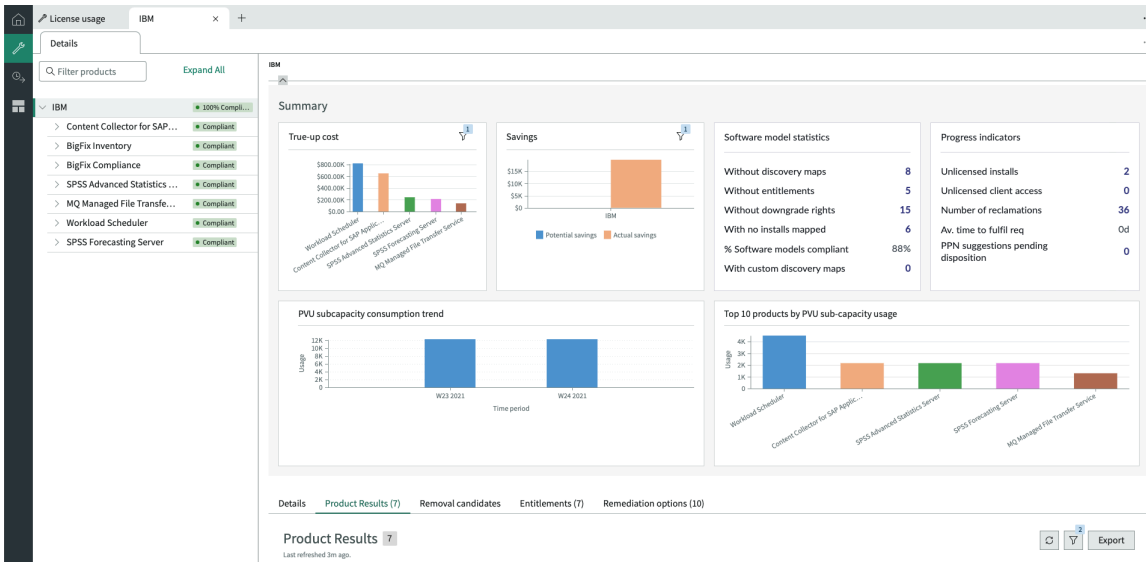 License usage
IBM
Details
Filter products
Expand All
IBM
100% Compli...
Content Collector for SAP...
Compliant
BigFix Inventory
Compliant
BigFix Compliance
Compliant
SPSS Advanced Statistics ...
Compliant
MQ Managed File Transfe...
Compliant
Workload Scheduler
Compliant
SPSS Forecasting Server
Compliant
IBM
Summary
True-up cost
1
$800.00K
$600.00K
$400.00K
$200.00K
$0.00
Workload Scheduler
Content Collector for SAP Applic...
SPSS Advanced Statistics Server
SPSS Forecasting Server
MQ Managed File Transfer Service
Savings
1
$15K
$10K
$5K
$0
IBM
Potential savings
Actual savings
Software model statistics
Without discovery maps 8
Without entitlements 5
Without downgrade rights 15
With no installs mapped 6
% Software models compliant 88%
With custom discovery maps 0
Progress indicators
Unlicensed installs 2
Unlicensed client access 0
Number of reclamations 36
Av. time to fulfil req 0d
PPN suggestions pending
disposition 0
PVU subcapacity consumption trend
Usage
12K
10K
8K
6K
4K
2K
0
W23 2021
W24 2021
Time period
Top 10 products by PVU sub-capacity usage
Usage
4K
3K
2K
1K
0
Workload Scheduler
Content Collector for SAP Applic...
SPSS Advanced Statistics Server
SPSS Forecasting Server
MQ Managed File Transfer Service
Details
Product Results (7)
Removal candidates
Entitlements (7)
Remediation options (10)
Product Results 7
Last refreshed 3m ago.
2
Export